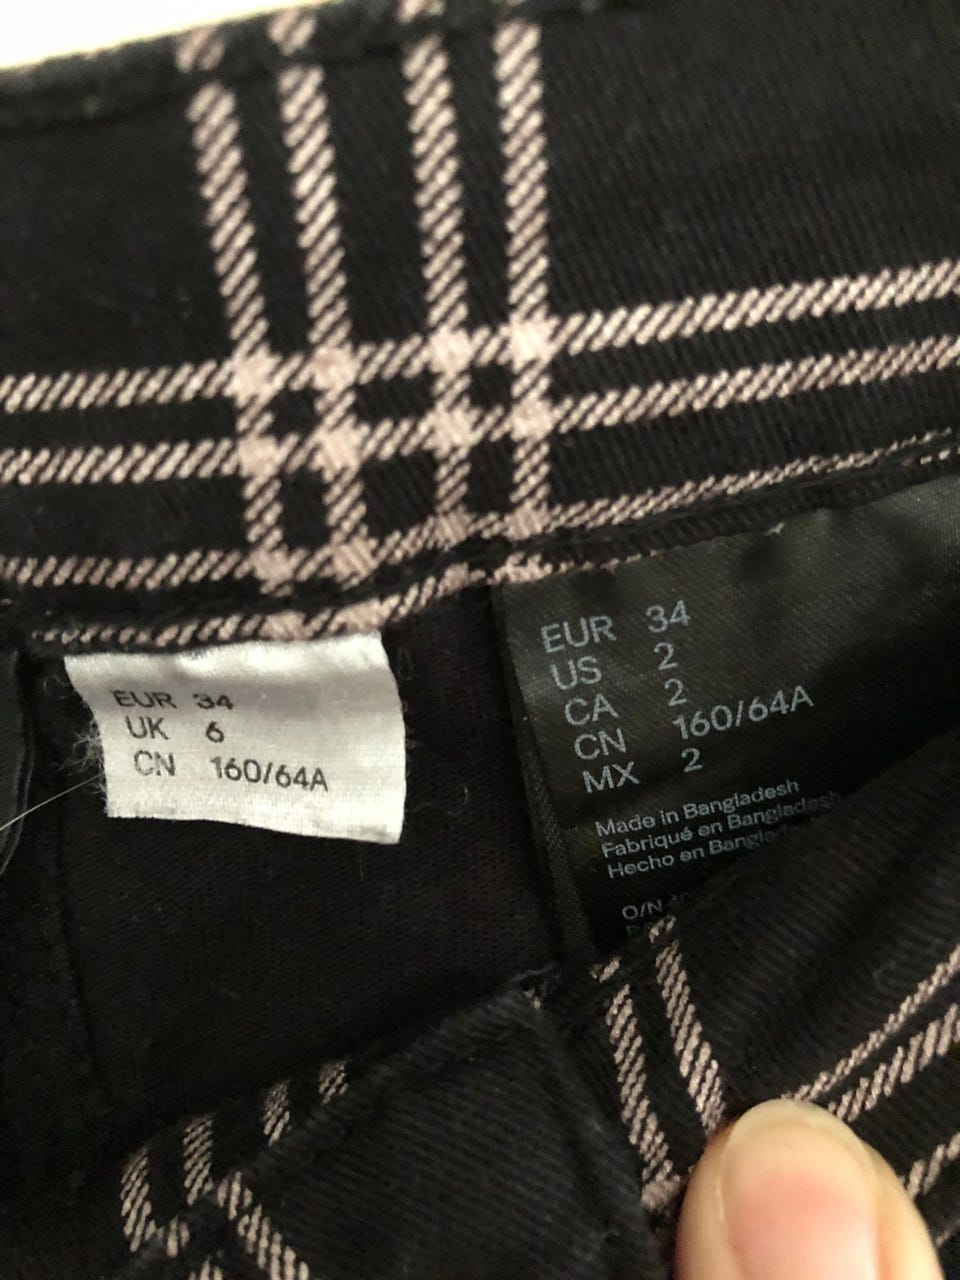 EUR 34
UK 6
CN 160/64A
EUR 34
US 2
CA 2
CN 160/64A
MX 2
Made in Bangladesh
Fabriqué en Bangladesh
Hecho en
O/N